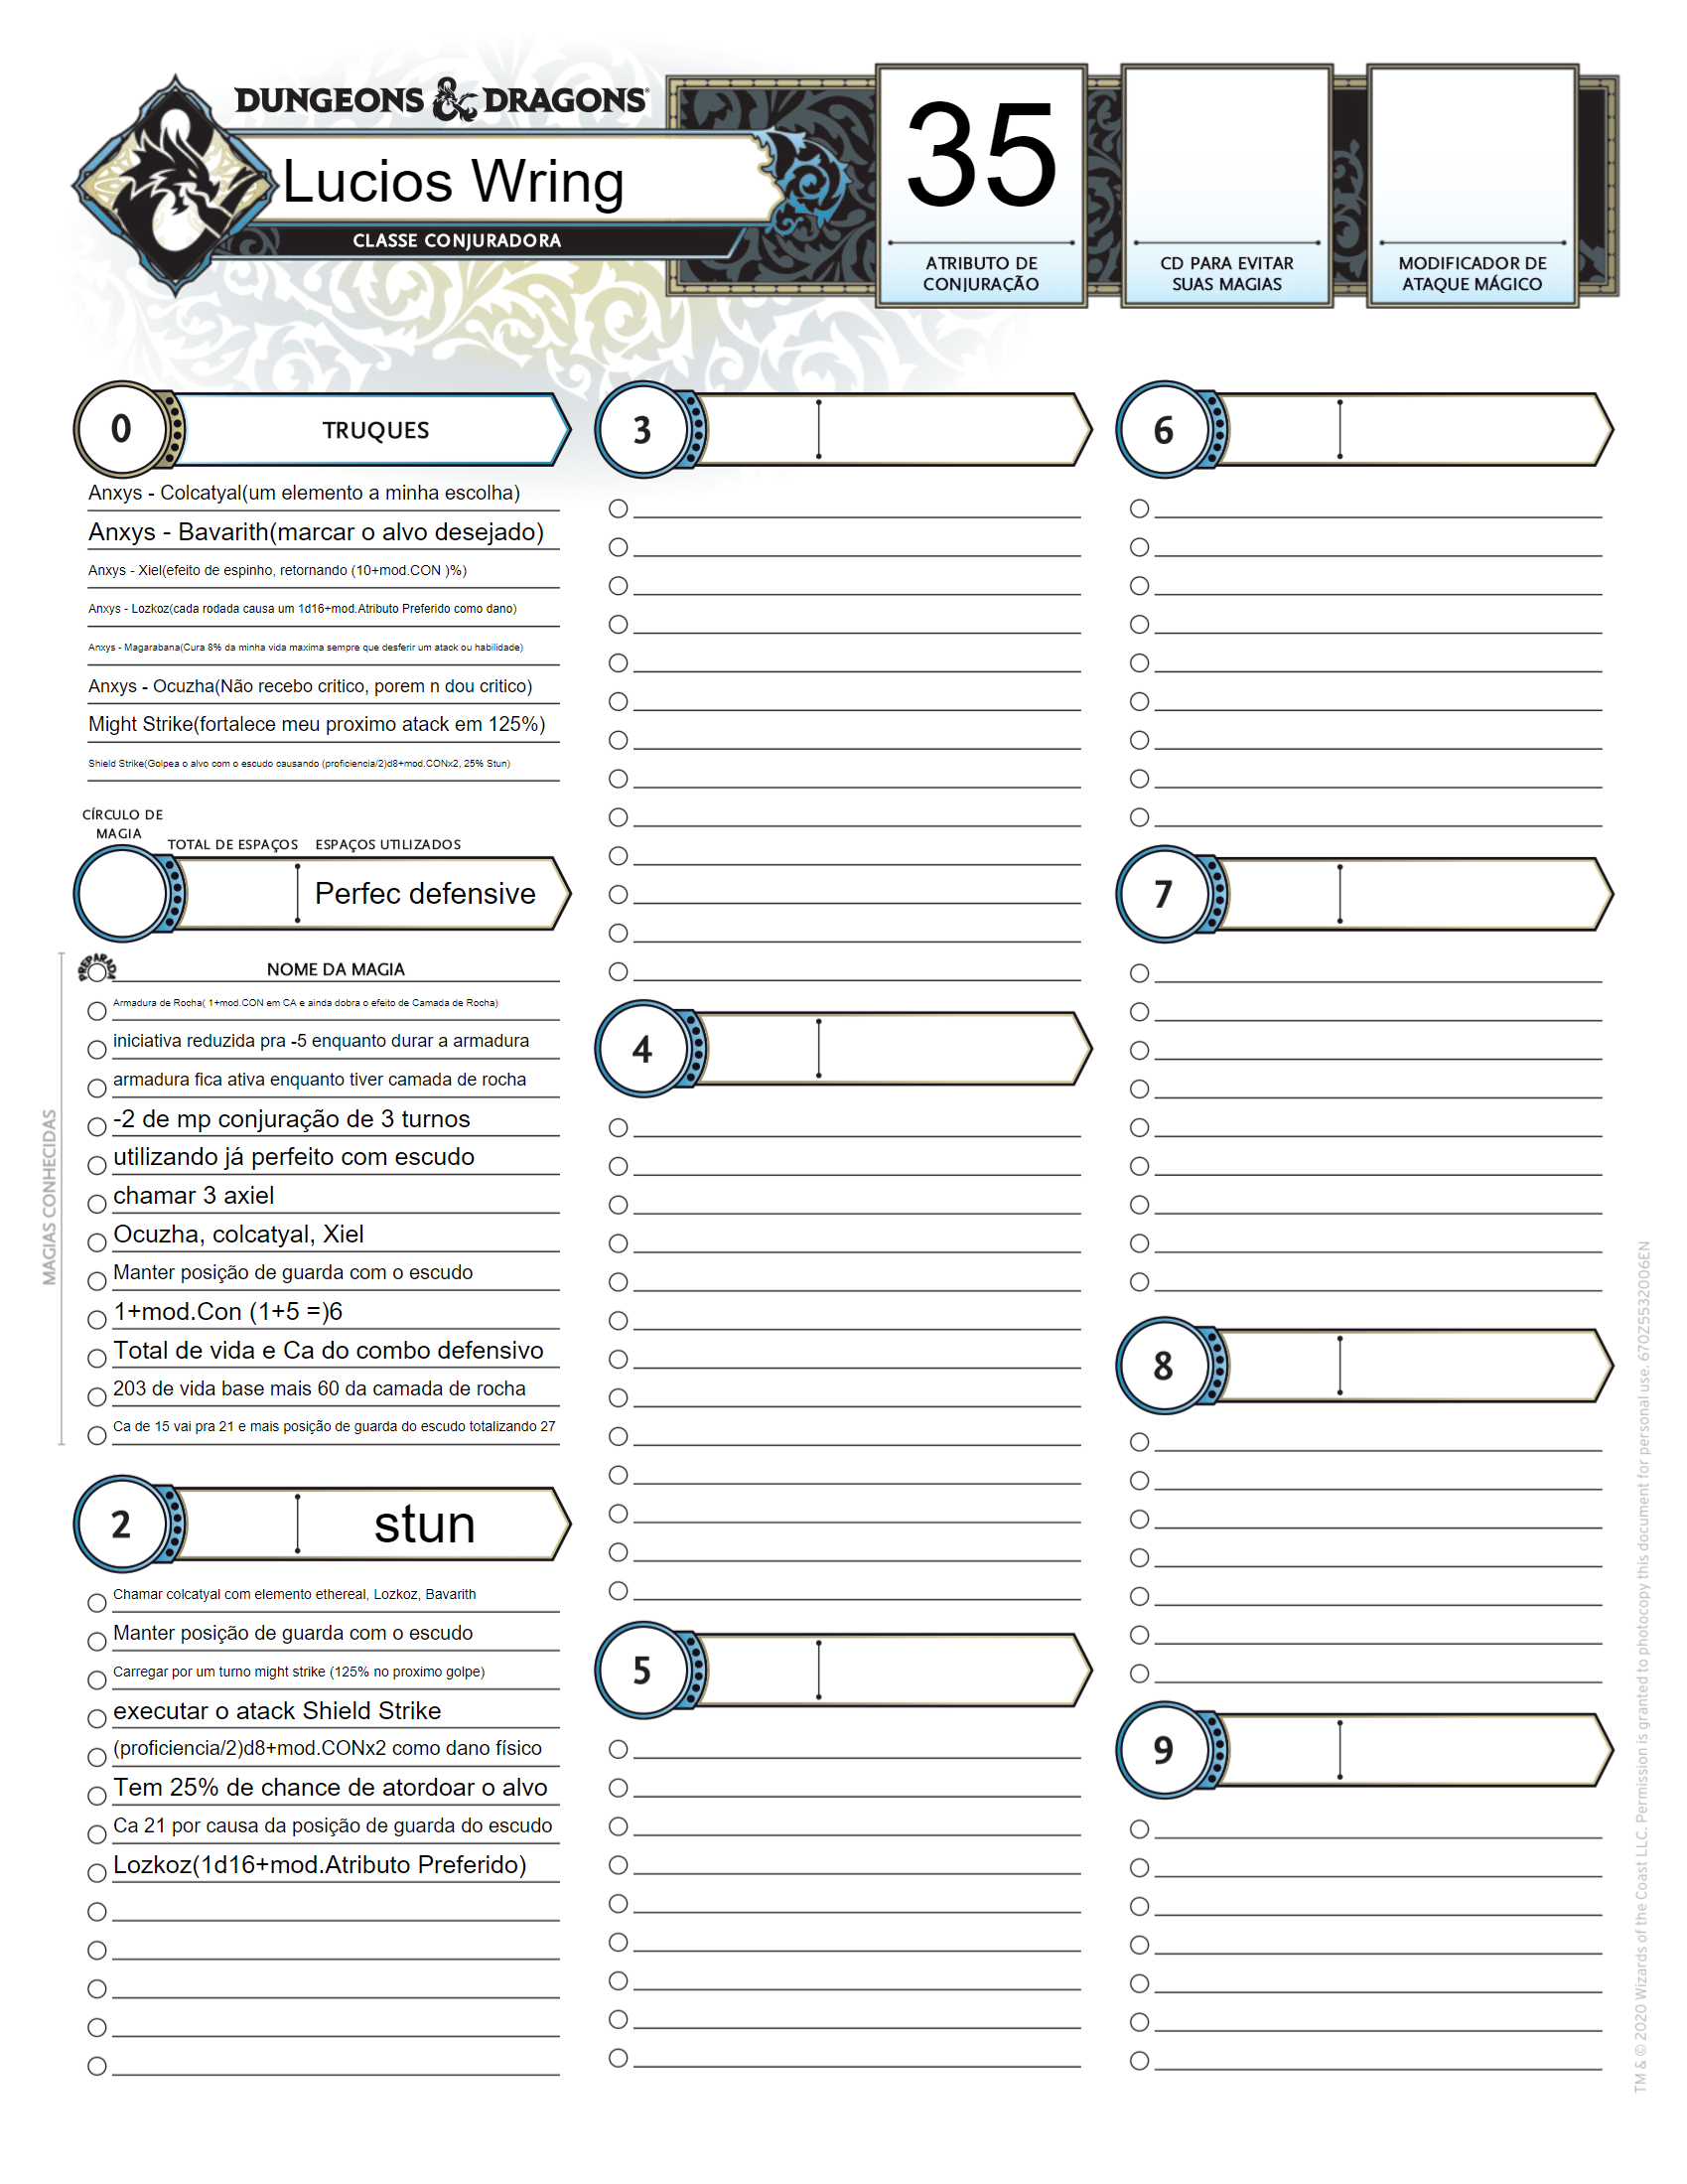 DUNGEONS & DRAGONS
Lucios Wring
CLASSE CONJURADORA
35
ATRIBUTO DE
CONJURAÇÃO
CD PARA EVITAR
SUAS MAGIAS
MODIFICADOR DE
ATAQUE MÁGICO
0
TRUQUES
Anxys - Colcatyal(um elemento a minha escolha)
Anxys - Bavarith(marcar o alvo desejado)
Anxys - Xiel(efeito de espinho, retornando (10+mod.CON )%)
Anxys - Lozkoz(cada rodada causa um 1d16+mod.Atributo Preferido como dano)
Anxys - Magarabana(Cura 8% da minha vida maxima sempre que desferir um atack ou habilidade)
Anxys - Ocuzha(Não recebo critico, porem n dou critico)
Might Strike(fortalece meu proximo atack em 125%)
Shield Strike(Golpea o alvo com o escudo causando (proficiencia/2)d8+mod.CONx2, 25% Stun)
CÍRCULO DE
MAGIA
TOTAL DE ESPAÇOS
ESPAÇOS UTILIZADOS
Perfec defensive
PREPARADA
NOME DA MAGIA
MAGIAS CONHECIDAS
Armadura de Rocha( 1+mod.CON em CA e ainda dobra o efeito de Camada de Rocha)
iniciativa reduzida pra -5 enquanto durar a armadura
armadura fica ativa enquanto tiver camada de rocha
-2 de mp conjuração de 3 turnos
utilizando já perfeito com escudo
chamar 3 axiel
Ocuzha, colcatyal, Xiel
Manter posição de guarda com o escudo
1+mod.Con (1+5 =)6
Total de vida e Ca do combo defensivo
203 de vida base mais 60 da camada de rocha
Ca de 15 vai pra 21 e mais posição de guarda do escudo totalizando 27
2
stun
Chamar colcatyal com elemento ethereal, Lozkoz, Bavarith
Manter posição de guarda com o escudo
Carregar por um turno might strike (125% no proximo golpe)
executar o atack Shield Strike
(proficiencia/2)d8+mod.CONx2 como dano físico
Tem 25% de chance de atordoar o alvo
Ca 21 por causa da posição de guarda do escudo
Lozkoz(1d16+mod.Atributo Preferido)
3
4
5
6
7
8
9
TM & © 2020 Wizards of the Coast LLC. Permission is granted to photocopy this document for personal use. 670Z5532006EN